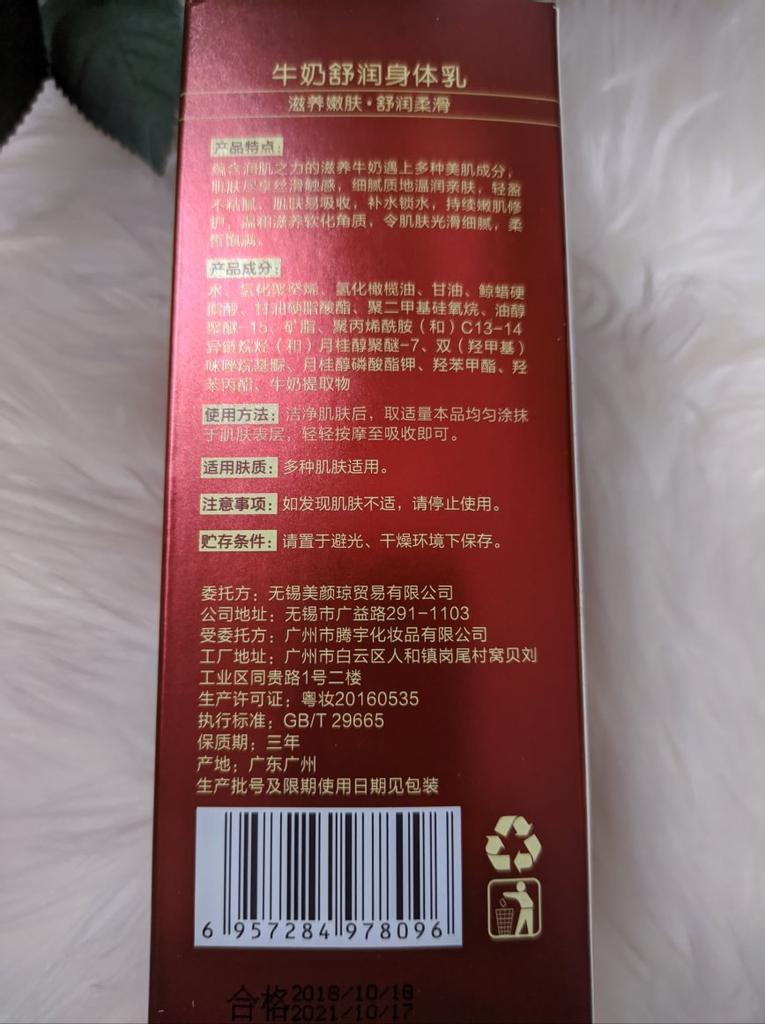 牛奶舒润身体乳
滋养嫩肤·舒润柔滑
产品特点：
蕴含润肌之力的滋养牛奶遇上多种美肌成分，
肌肤尽享丝滑触感，细腻质地温润亲肤，轻盈
不粘腻、肌肤易吸收，补水锁水，持续嫩肌修
护，温和滋养软化角质，令肌肤光滑细腻，柔
皙饱满。
产品成分：
水、氢化聚癸烯、氢化橄榄油、甘油、鲸蜡硬
脂醇、甘油硬脂酸酯、聚二甲基硅氧烷、油醇
聚醚-15、矿脂、聚丙烯酰胺（和）C13-14
异链烷烃（和）月桂醇聚醚-7、双（羟甲基）
咪唑烷基脲、月桂醇磷酸酯钾、羟苯甲酯、羟
苯丙酯、牛奶提取物
使用方法：洁净肌肤后，取适量本品均匀涂抹
于肌肤表层，轻轻按摩至吸收即可。
适用肤质：多种肌肤适用。
注意事项：如发现肌肤不适，请停止使用。
贮存条件：请置于避光、干燥环境下保存。
委托方：无锡美颜琼贸易有限公司
公司地址：无锡市广益路291-1103
受委托方：广州市腾宇化妆品有限公司
工厂地址：广州市白云区人和镇岗尾村窝贝刘
工业区同贵路1号二楼
生产许可证：粤妆20160535
执行标准：GB/T 29665
保质期：三年
产地：广东广州
生产批号及限期使用日期见包装
6 957284 978096
合格2018/10/18
2021/10/17